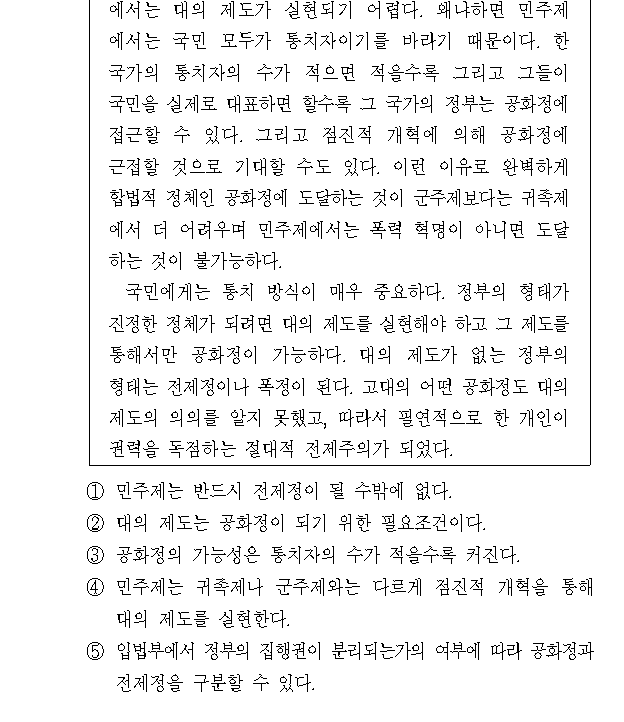 에서는 대의 제도가 실현되기 어렵다. 왜냐하면 민주제
에서는 국민 모두가 통치자이기를 바라기 때문이다. 한
국가의 통치자의 수가 적으면 적을수록 그리고 그들이
국민을 실제로 대표하면 할수록 그 국가의 정부는 공화정에
접근할 수 있다. 그리고 점진적 개혁에 의해 공화정에
근접할 것으로 기대할 수도 있다. 이런 이유로 완벽하게
합법적 정체인 공화정에 도달하는 것이 군주제보다는 귀족제
에서 더 어려우며 민주제에서는 폭력 혁명이 아니면 도달
하는 것이 불가능하다.
국민에게는 통치 방식이 매우 중요하다. 정부의 형태가
진정한 정체가 되려면 대의 제도를 실현해야 하고 그 제도를
통해서만 공화정이 가능하다. 대의 제도가 없는 정부의
형태는 전제정이나 폭정이 된다. 고대의 어떤 공화정도 대의
제도의 의의를 알지 못했고, 따라서 필연적으로 한 개인이
권력을 독점하는 절대적 전제주의가 되었다.
① 민주제는 반드시 전제정이 될 수밖에 없다.
② 대의 제도는 공화정이 되기 위한 필요조건이다.
③ 공화정의 가능성은 통치자의 수가 적을수록 커진다.
④ 민주제는 귀족제나 군주제와는 다르게 점진적 개혁을 통해
대의 제도를 실현한다.
⑤ 입법부에서 정부의 집행권이 분리되는가의 여부에 따라 공화정과
전제정을 구분할 수 있다.